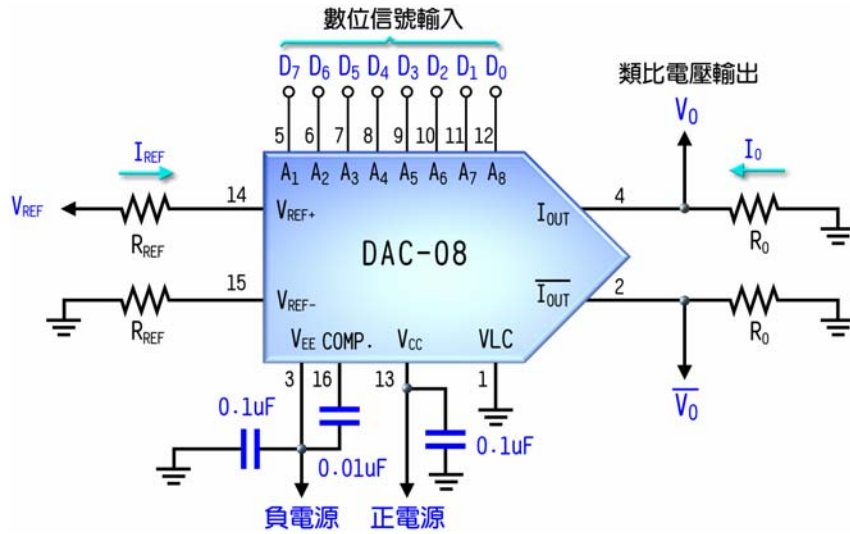 數位信號輸入
D7 D6 D5 D4 D3 D2 D1 D0
類比電壓輸出
V0
5 6 7 8 9 10 11 12
IREF
I0
A1 A2 A3 A4 A5 A6 A7 A8
VREF
14
VREF+
IOUT
4
RREF
R0
DAC-08
15
VREF-
I̅O̅U̅T̅
2
RREF
R0
VEE COMP. VCC VLC
3 16 13 1
V̅0̅
0.1uF
0.01uF
0.1uF
負電源
正電源